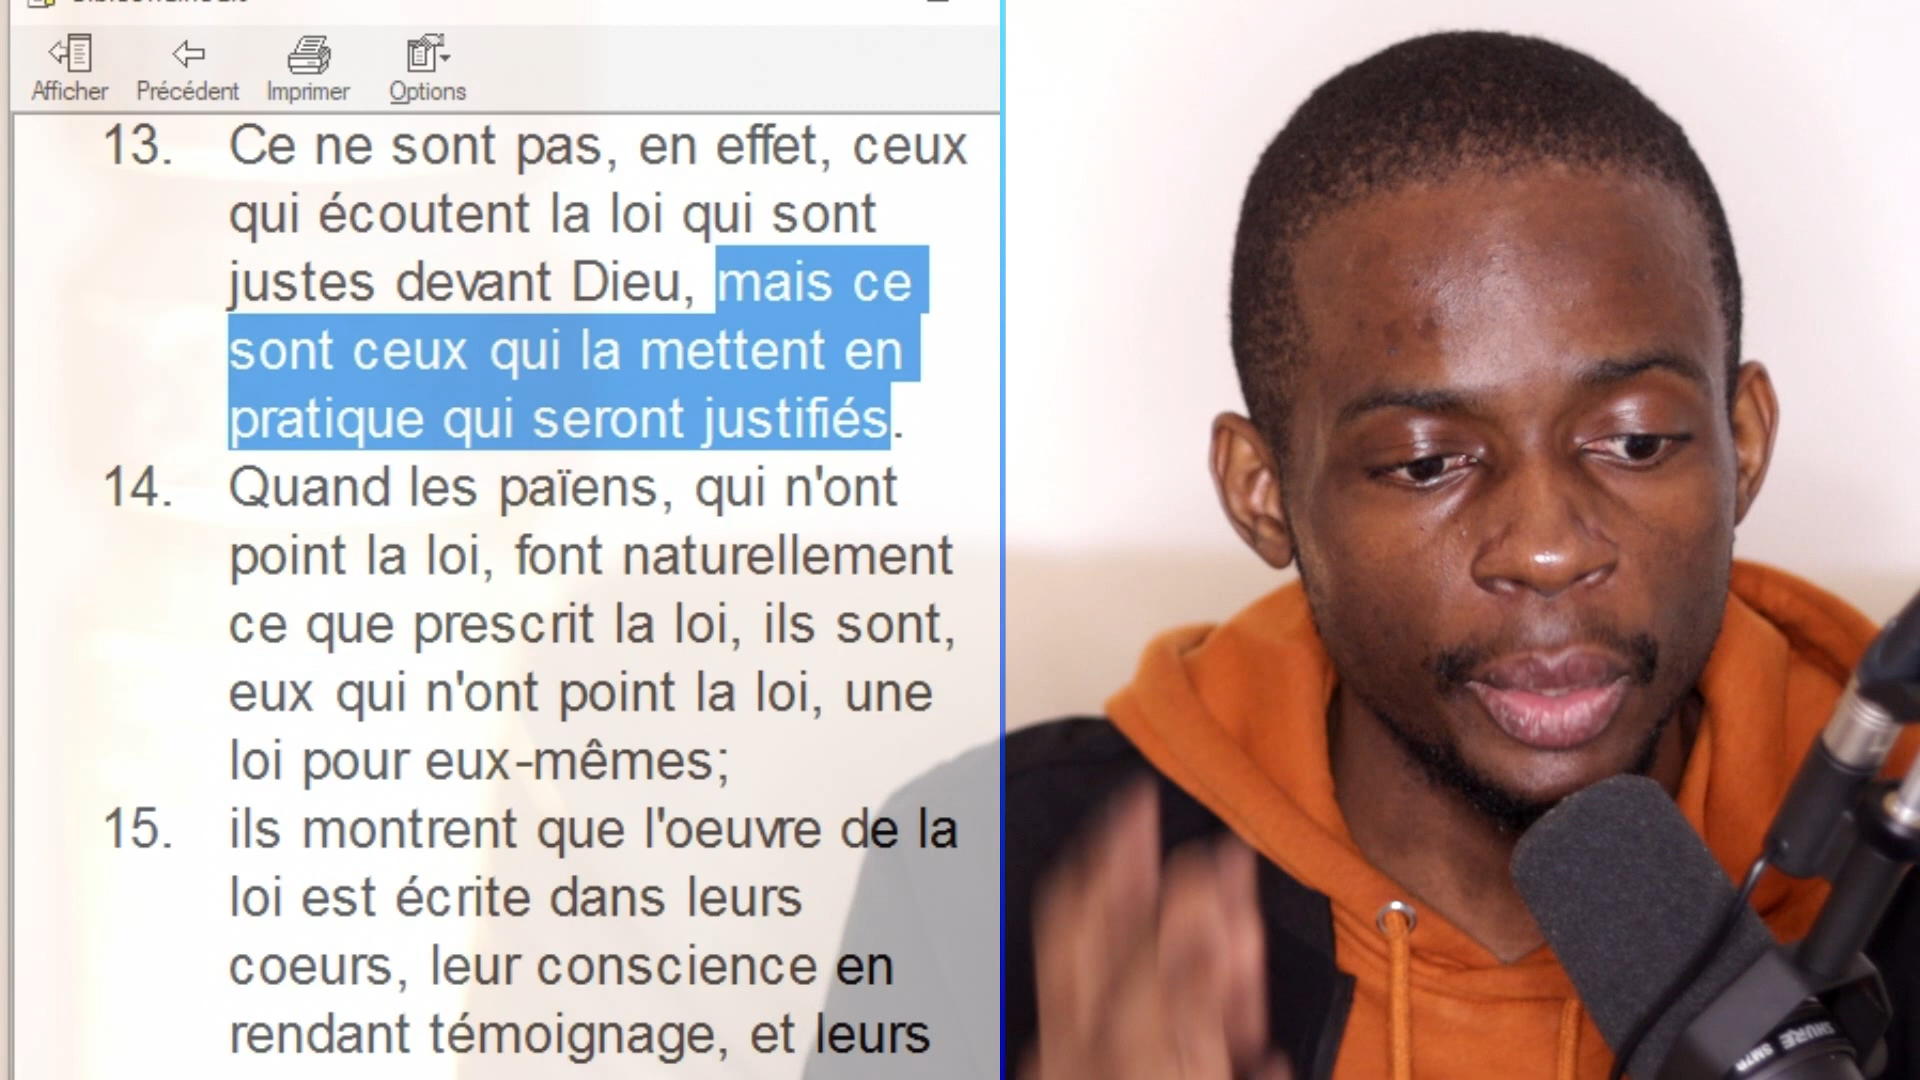 Afficher Précédent Imprimer Options
13. Ce ne sont pas, en effet, ceux
qui écoutent la loi qui sont
justes devant Dieu, mais ce
sont ceux qui la mettent en
pratique qui seront justifiés.
14. Quand les païens, qui n'ont
point la loi, font naturellement
ce que prescrit la loi, ils sont,
eux qui n'ont point la loi, une
loi pour eux-mêmes;
15. ils montrent que l'oeuvre de la
loi est écrite dans leurs
coeurs, leur conscience en
rendant témoignage, et leurs
SHURE